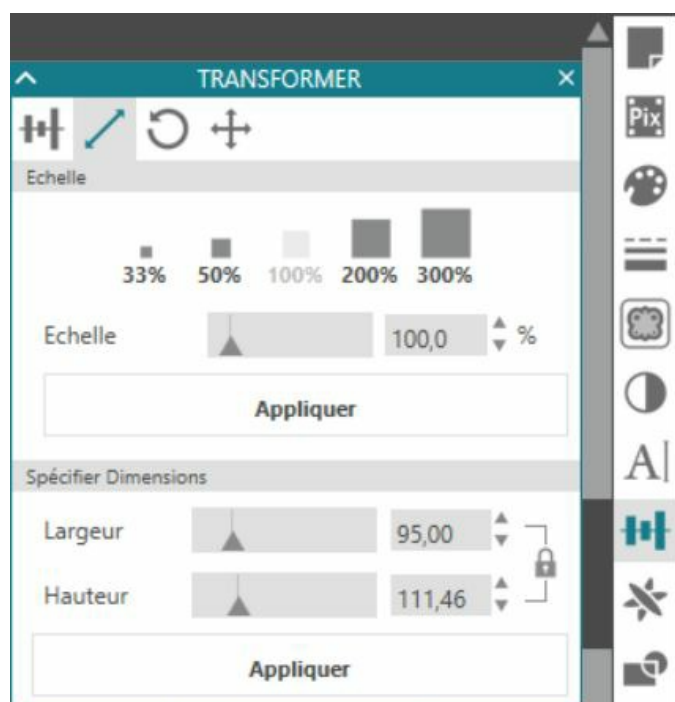 TRANSFORMER
Pix
Echelle
33% 50% 100% 200% 300%
Echelle 100,0 %
Appliquer
A
Spécifier Dimensions
Largeur 95,00
Hauteur 111,46
Appliquer